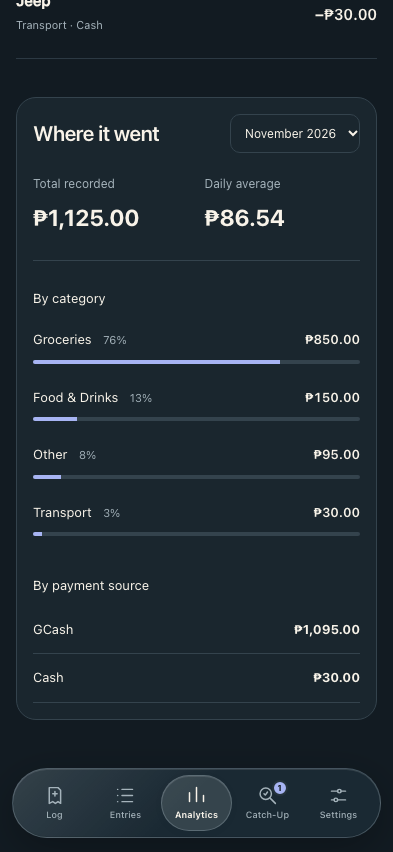 Jeep
−₱30.00
Transport · Cash
Where it went
November 2026
Total recorded
Daily average
₱1,125.00
₱86.54
By category
Groceries 76% ₱850.00
Food & Drinks 13% ₱150.00
Other 8% ₱95.00
Transport 3% ₱30.00
By payment source
GCash ₱1,095.00
Cash ₱30.00
1
Log Entries Analytics Catch-Up Settings